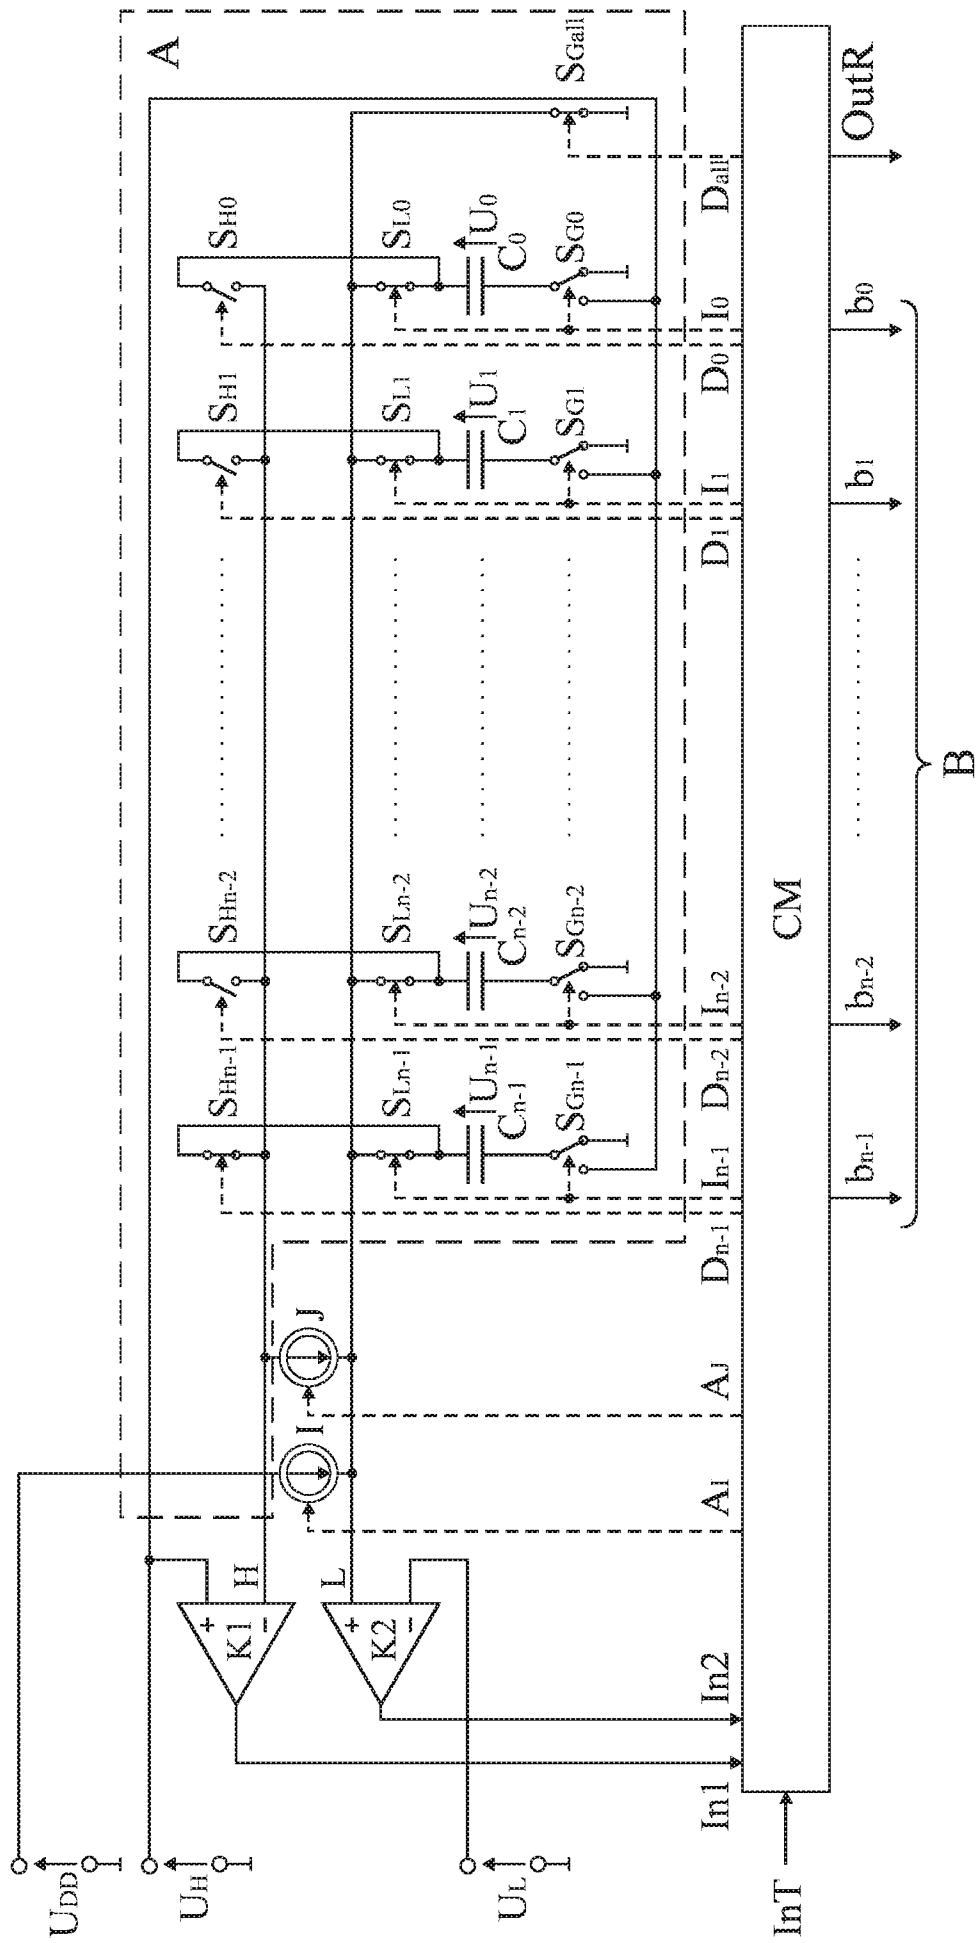 A
UDD
UH
UL
SHn-1
SHn-2
SH1
SH0
K1
+
−
H
K2
+
−
L
I
J
SLn-1
SLn-2
SL1
SL0
Un-1
Cn-1
Un-2
Cn-2
U1
C1
U0
C0
SGn-1
SGn-2
SG1
SG0
SGall
In1
In2
AI
AJ
Dn-1
In-1
Dn-2
In-2
D1
I1
D0
I0
Dall
InT
CM
bn-1
bn-2
b1
b0
OutR
B